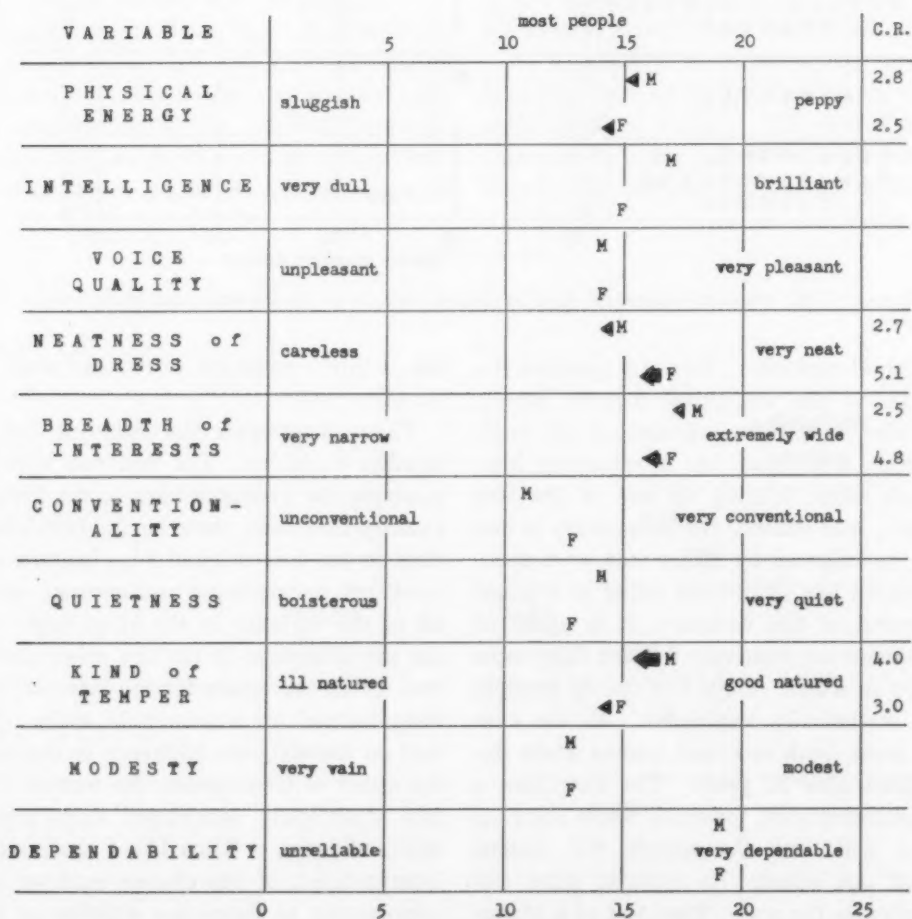 most people
VARIABLE 5 10 15 20 C.R.
M 2.8
PHYSICAL
sluggish peppy
ENERGY
F 2.5
M
INTELLIGENCE very dull brilliant
F
M
VOICE
unpleasant very pleasant
QUALITY
F
M 2.7
NEATNESS of
careless very neat
DRESS
F 5.1
M 2.5
BREADTH of
very narrow extremely wide
INTERESTS
F 4.8
M
CONVENTION-
unconventional very conventional
ALITY
F
M
QUIETNESS boisterous very quiet
F
M 4.0
KIND of
ill natured good natured
TEMPER
F 3.0
M
MODESTY very vain modest
F
M
DEPENDABILITY unreliable very dependable
F
0 5 10 15 20 25